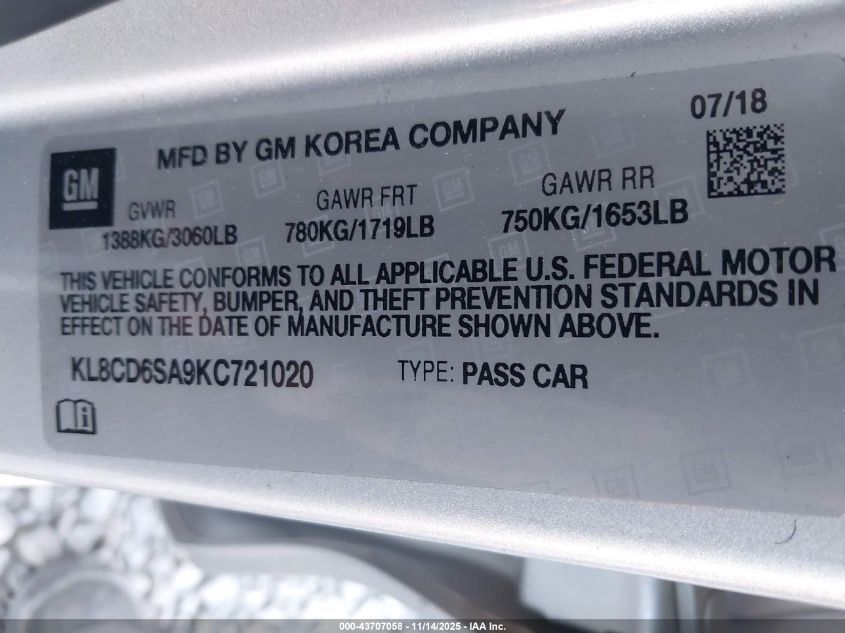 07/18
MFD BY GM KOREA COMPANY
GM
GVWR GAWR FRT GAWR RR
1388KG/3060LB 780KG/1719LB 750KG/1653LB
THIS VEHICLE CONFORMS TO ALL APPLICABLE U.S. FEDERAL MOTOR
VEHICLE SAFETY, BUMPER, AND THEFT PREVENTION STANDARDS IN
EFFECT ON THE DATE OF MANUFACTURE SHOWN ABOVE.
KL8CD6SA9KC721020 TYPE: PASS CAR
000-43707058 - 11/14/2025 - IAA Inc.